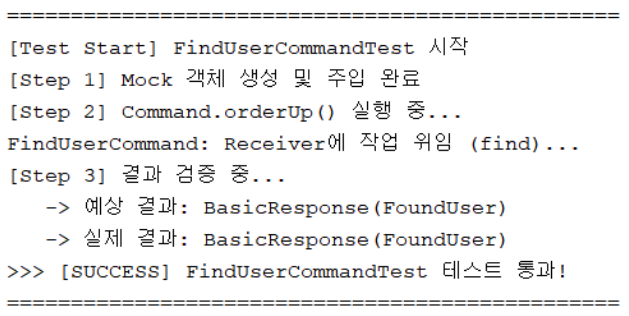 ==================================================
[Test Start] FindUserCommandTest 시작
[Step 1] Mock 객체 생성 및 주입 완료
[Step 2] Command.orderUp() 실행 중...
FindUserCommand: Receiver에 작업 위임 (find)...
[Step 3] 결과 검증 중...
   -> 예상 결과: BasicResponse(FoundUser)
   -> 실제 결과: BasicResponse(FoundUser)
>>> [SUCCESS] FindUserCommandTest 테스트 통과!
==================================================